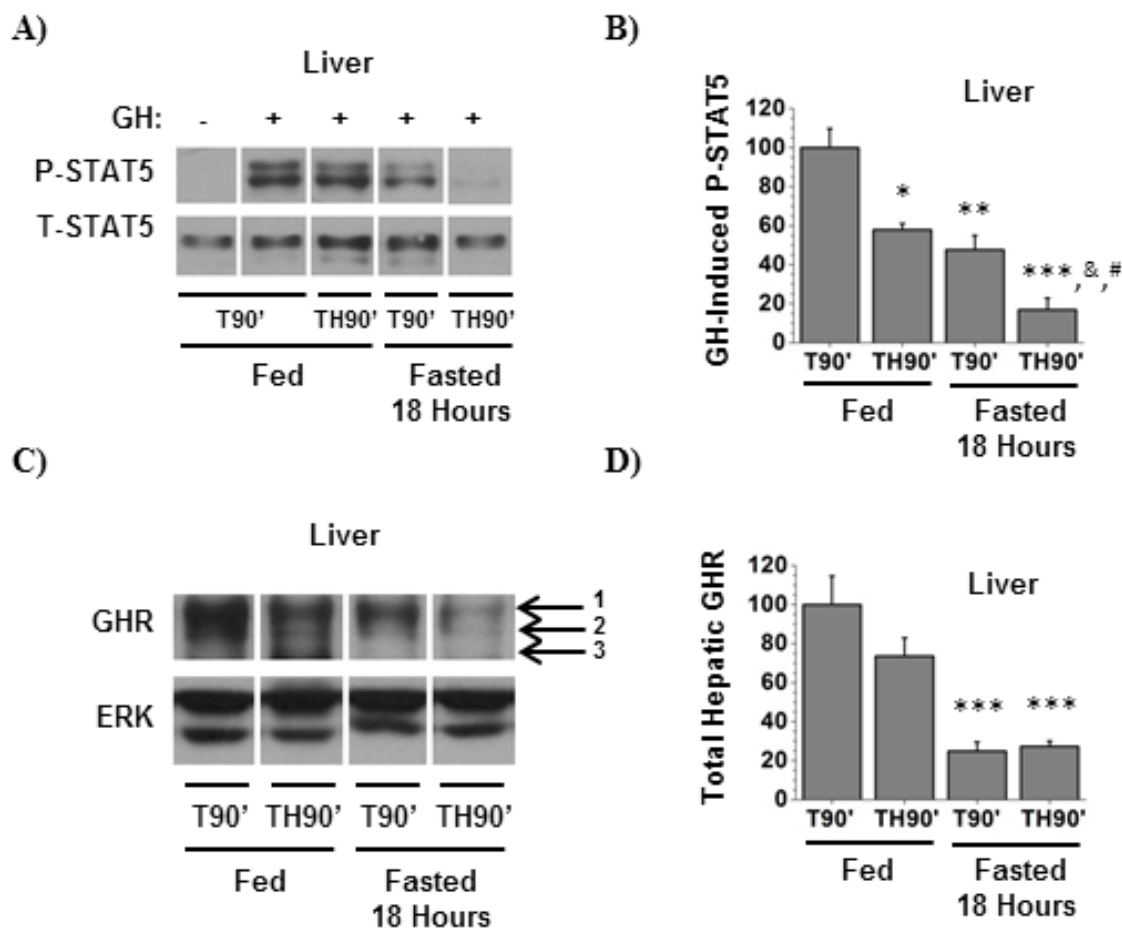 A)
Liver
GH: - + + + +
P-STAT5
T-STAT5
T90' TH90' T90' TH90'
Fed Fasted
18 Hours
B)
Liver
GH-Induced P-STAT5
120
100
80
60
40
20
0
*
**
***,&,#
T90' TH90' T90' TH90'
Fed Fasted
18 Hours
C)
Liver
GHR
1
2
3
ERK
T90' TH90' T90' TH90'
Fed Fasted
18 Hours
D)
Liver
Total Hepatic GHR
120
100
80
60
40
20
0
*** ***
T90' TH90' T90' TH90'
Fed Fasted
18 Hours